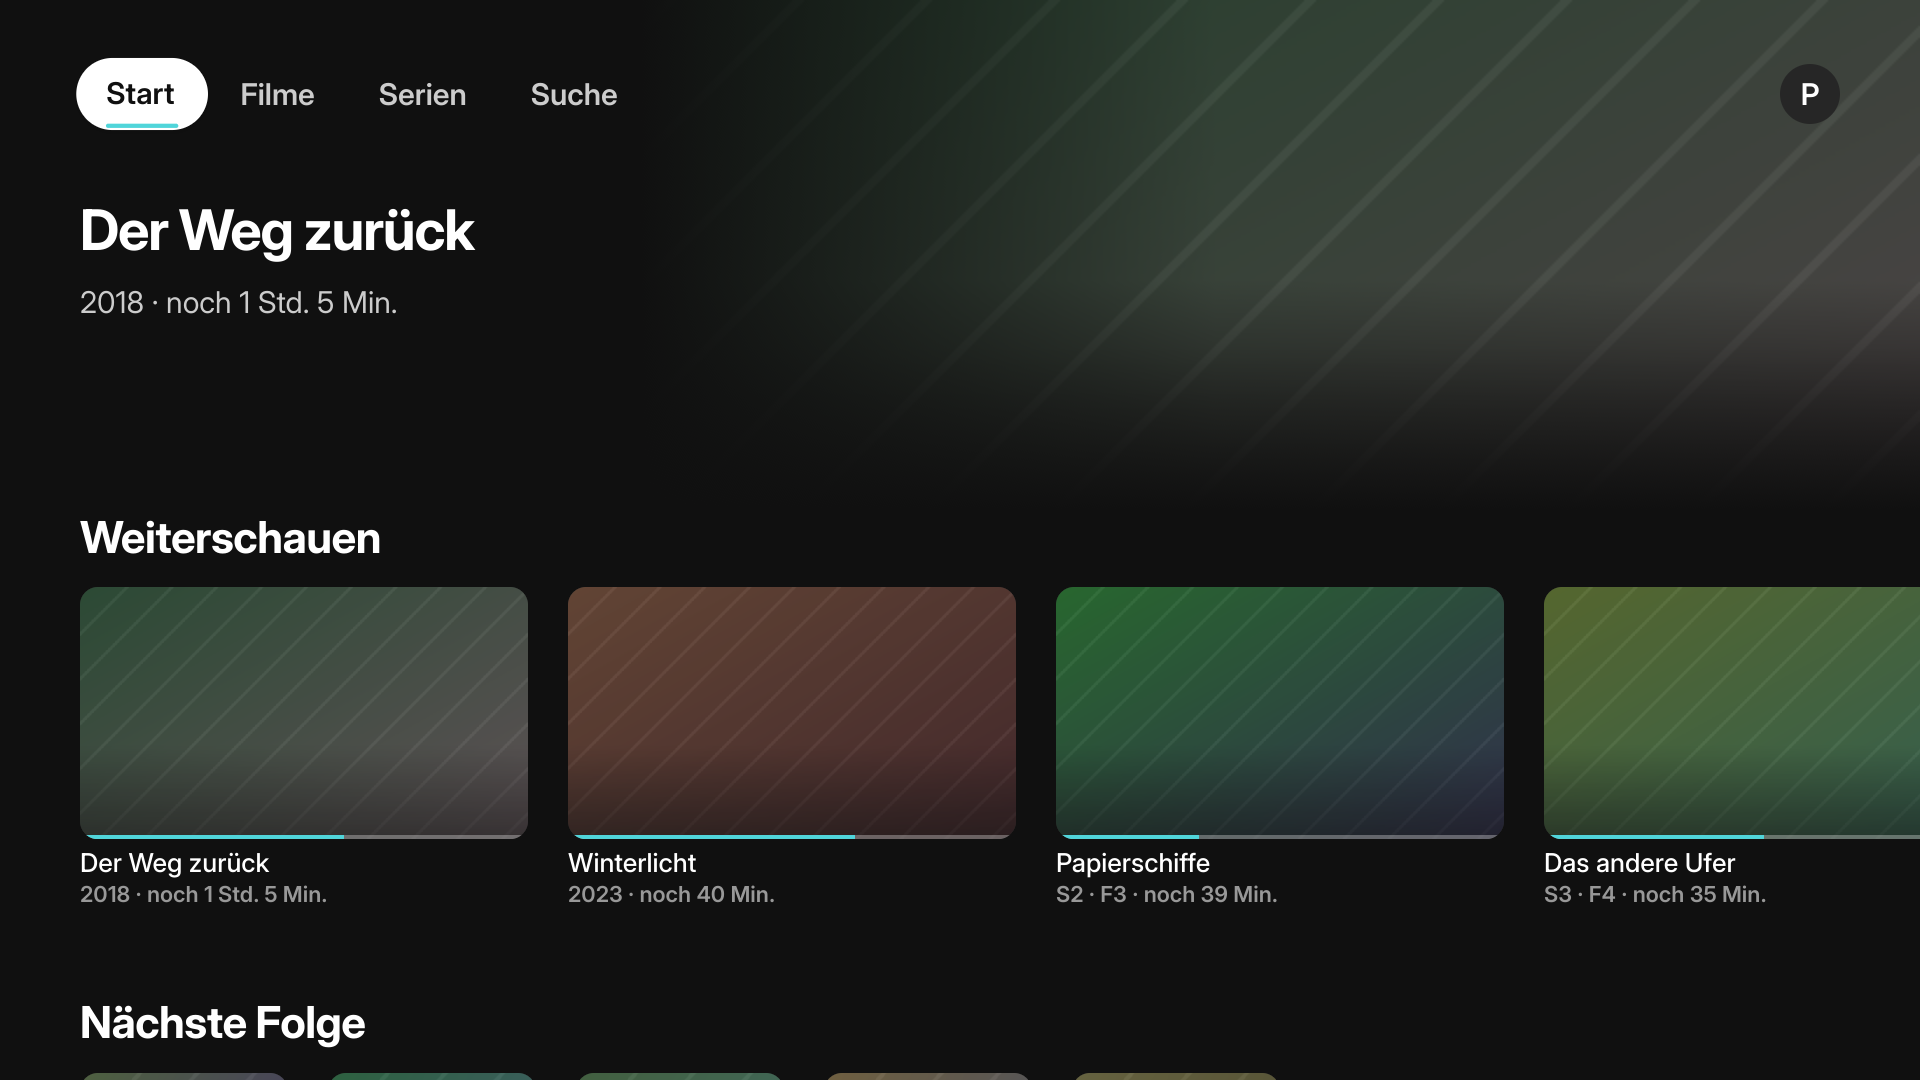 Start Filme Serien Suche P
Der Weg zurück
2018 · noch 1 Std. 5 Min.
Weiterschauen
Der Weg zurück
2018 · noch 1 Std. 5 Min.
Winterlicht
2023 · noch 40 Min.
Papierschiffe
S2 · F3 · noch 39 Min.
Das andere Ufer
S3 · F4 · noch 35 Min.
Nächste Folge